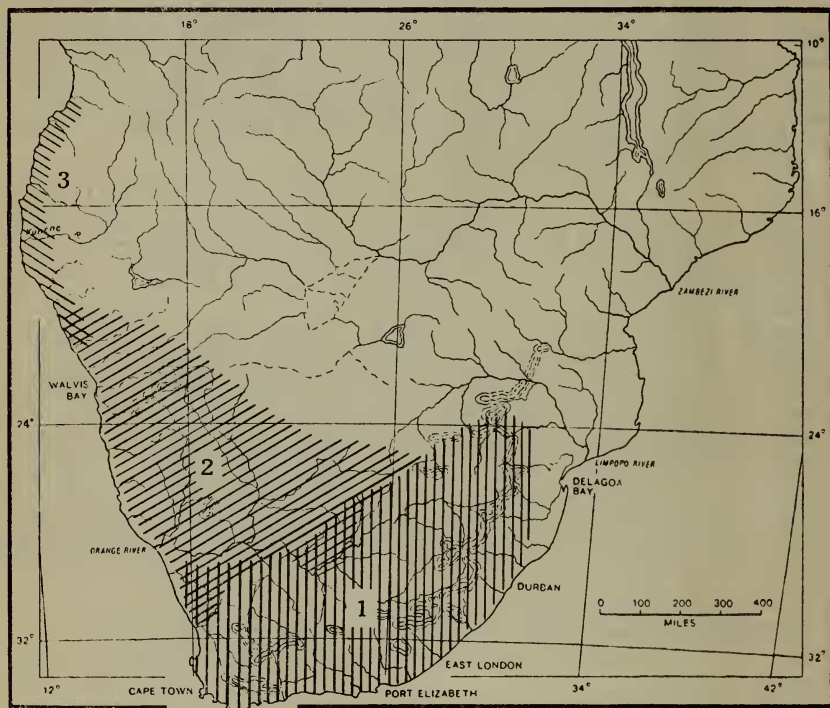 18° 26° 34°
10°
3
KUNENE R
16°
ZAMBEZI RIVER
WALVIS BAY
24° 24°
2
LIMPOPO RIVER
DELAGOA BAY
ORANGE RIVER
DURBAN
1
0 100 200 300 400
MILES
32° 32°
EAST LONDON
12° CAPE TOWN PORT ELIZABETH 34° 42°